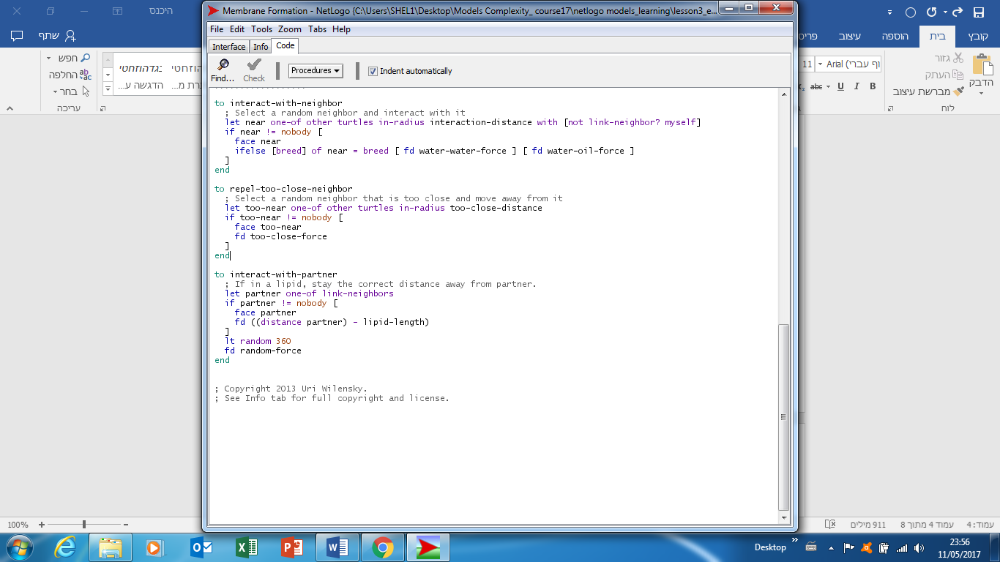 היכנס
Membrane Formation - NetLogo {C:\Users\SHEL1\Desktop\Models Complexity_ course17\netlogo models_learning\lesson3_e...
קובץ
בית
הוספה
עיצוב
פריס
שתף
File Edit Tools Zoom Tabs Help
Interface Info Code
Find... Check Procedures Indent automatically
גזור
העתק
מברשת עיצוב
הדבק
לוח
וף עברי) Arial
11
abc U I B
חפש
החלפה
בחר
עריכה
הדגשה ע...
תרת מ...
to interact-with-neighbor
; Select a random neighbor and interact with it
let near one-of other turtles in-radius interaction-distance with [not link-neighbor? myself]
if near != nobody [
face near
ifelse [breed] of near = breed [ fd water-water-force ] [ fd water-oil-force ]
]
end
to repel-too-close-neighbor
; Select a random neighbor that is too close and move away from it
let too-near one-of other turtles in-radius too-close-distance
if too-near != nobody [
face too-near
fd too-close-force
]
end
to interact-with-partner
; If in a lipid, stay the correct distance away from partner.
let partner one-of link-neighbors
if partner != nobody [
face partner
fd ((distance partner) - lipid-length)
]
lt random 360
fd random-force
end
; Copyright 2013 Uri Wilensky.
; See Info tab for full copyright and license.
עמוד: 4 עמוד 4 מתוך 8 911 מילים
100%
Desktop
23:56
11/05/2017